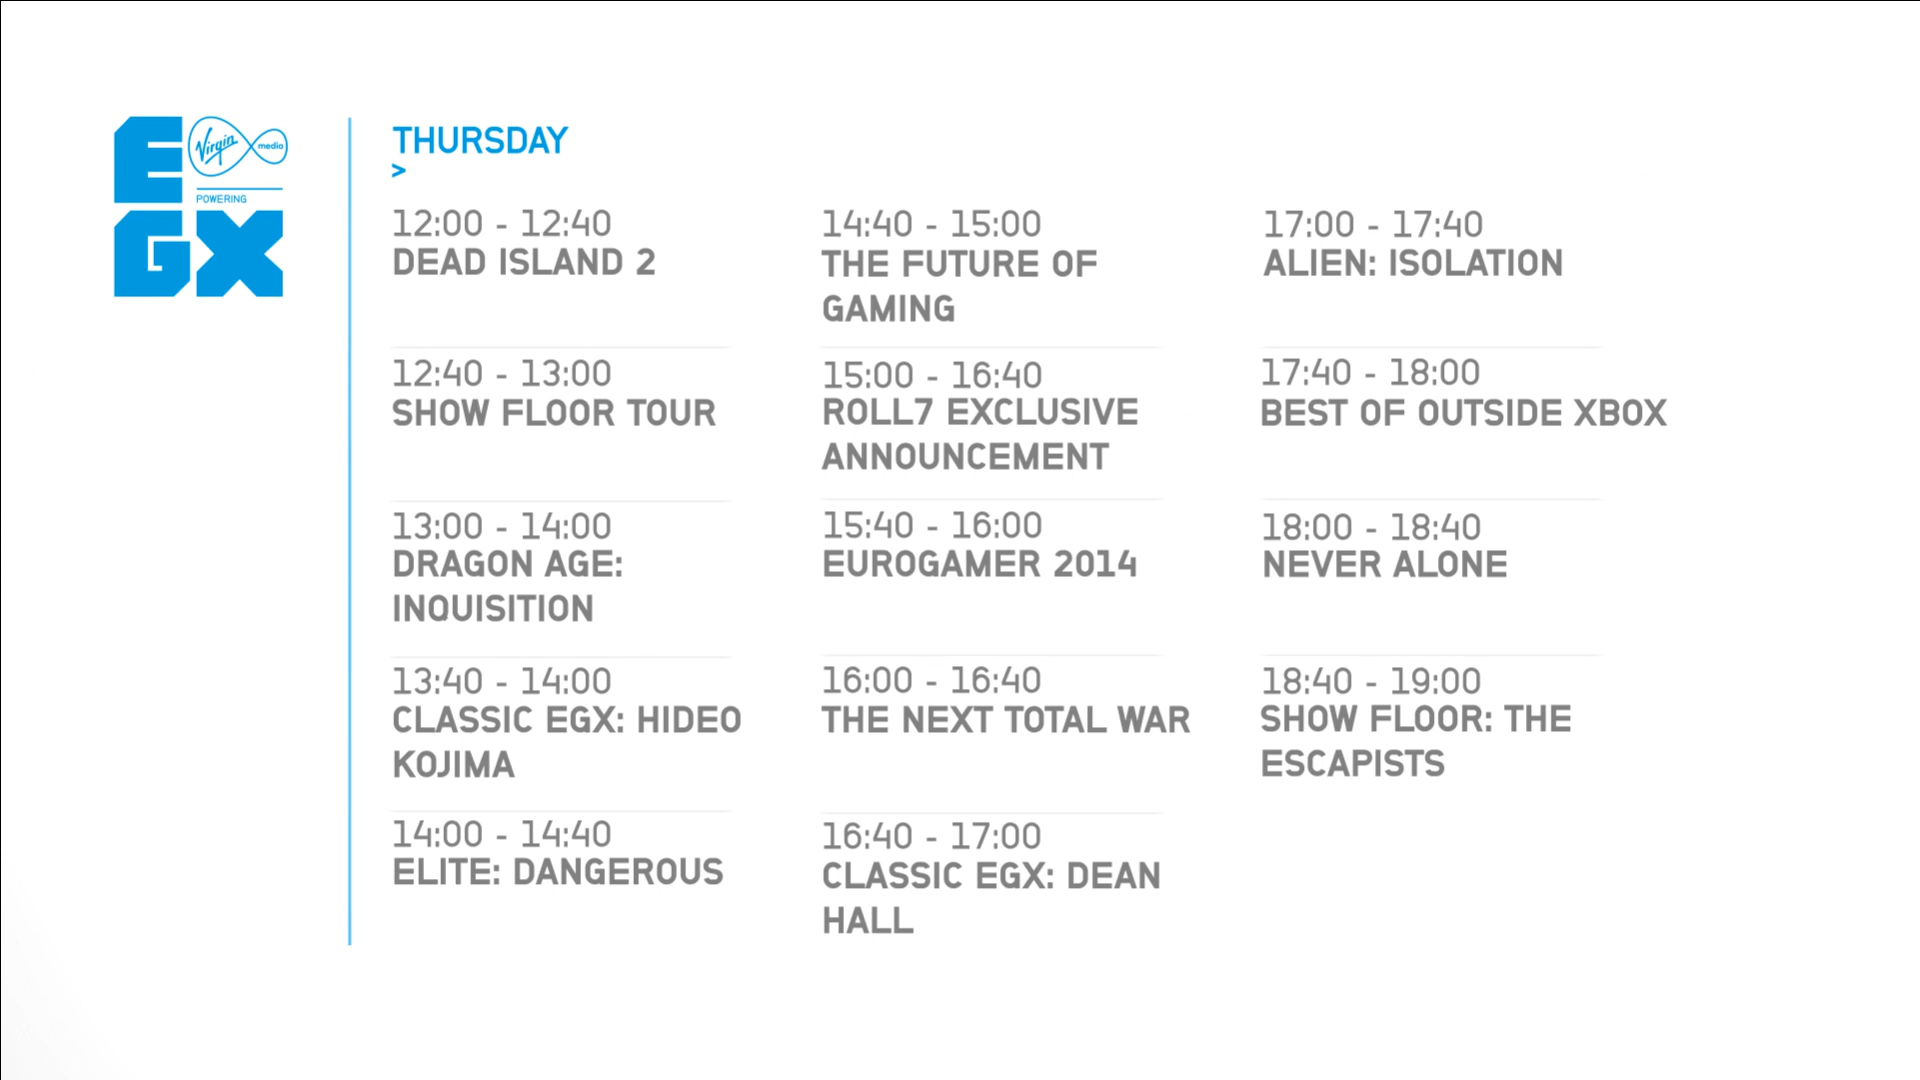 EGX
Virgin media
POWERING
THURSDAY
>
12:00 - 12:40
DEAD ISLAND 2
12:40 - 13:00
SHOW FLOOR TOUR
13:00 - 14:00
DRAGON AGE:
INQUISITION
13:40 - 14:00
CLASSIC EGX: HIDEO
KOJIMA
14:00 - 14:40
ELITE: DANGEROUS
14:40 - 15:00
THE FUTURE OF
GAMING
15:00 - 16:40
ROLL7 EXCLUSIVE
ANNOUNCEMENT
15:40 - 16:00
EUROGAMER 2014
16:00 - 16:40
THE NEXT TOTAL WAR
16:40 - 17:00
CLASSIC EGX: DEAN
HALL
17:00 - 17:40
ALIEN: ISOLATION
17:40 - 18:00
BEST OF OUTSIDE XBOX
18:00 - 18:40
NEVER ALONE
18:40 - 19:00
SHOW FLOOR: THE
ESCAPISTS